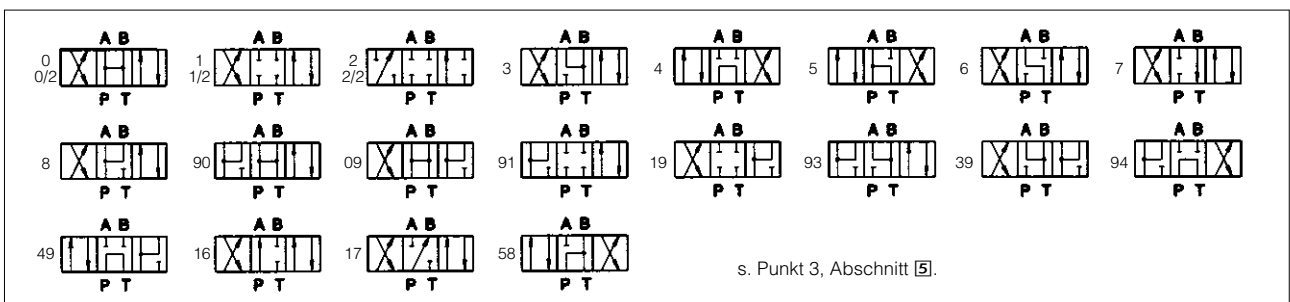 A B A B A B A B A B A B A B A B
0 1 2 3 4 5 6 7
0/2 1/2 2/2
P T P T P T P T P T P T P T P T
A B A B A B A B A B A B A B A B
8 90 09 91 19 93 39 94
P T P T P T P T P T P T P T P T
A B A B A B A B
49 16 17 58
s. Punkt 3, Abschnitt 5.
P T P T P T P T